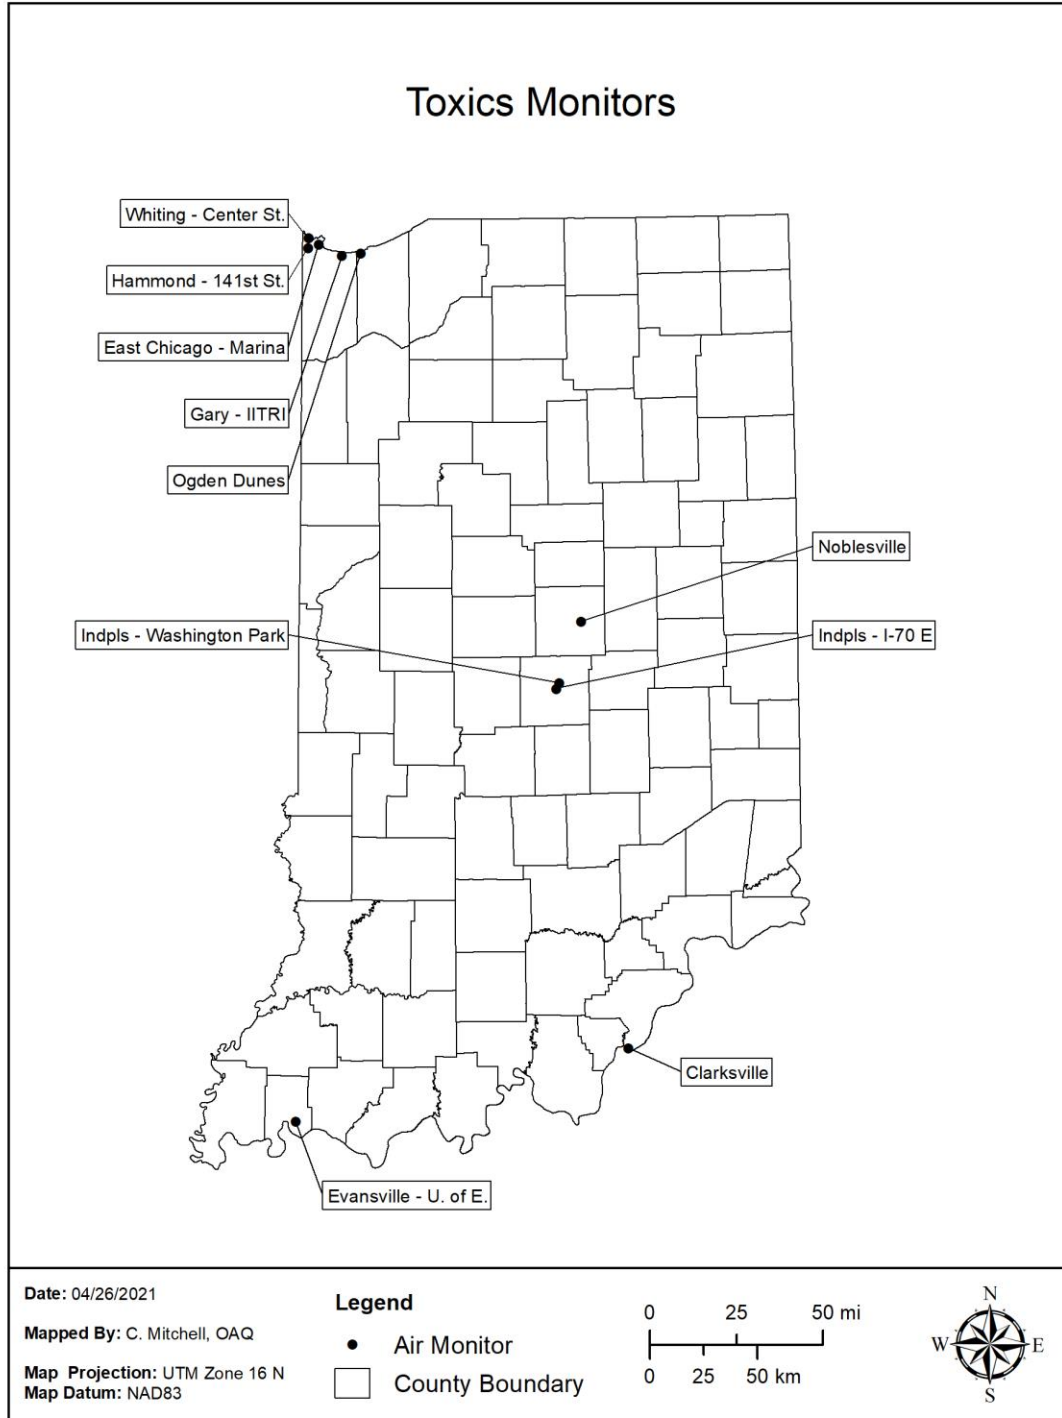 Toxics Monitors
Whiting - Center St.
Hammond - 141st St.
East Chicago - Marina
Gary - IITRI
Ogden Dunes
Noblesville
Indpls - Washington Park
Indpls - I-70 E
Clarksville
Evansville - U. of E.
Date: 04/26/2021
Mapped By: C. Mitchell, OAQ
Map Projection: UTM Zone 16 N
Map Datum: NAD83
Legend
Air Monitor
County Boundary
0 25 50 mi
0 25 50 km
N
W E
S